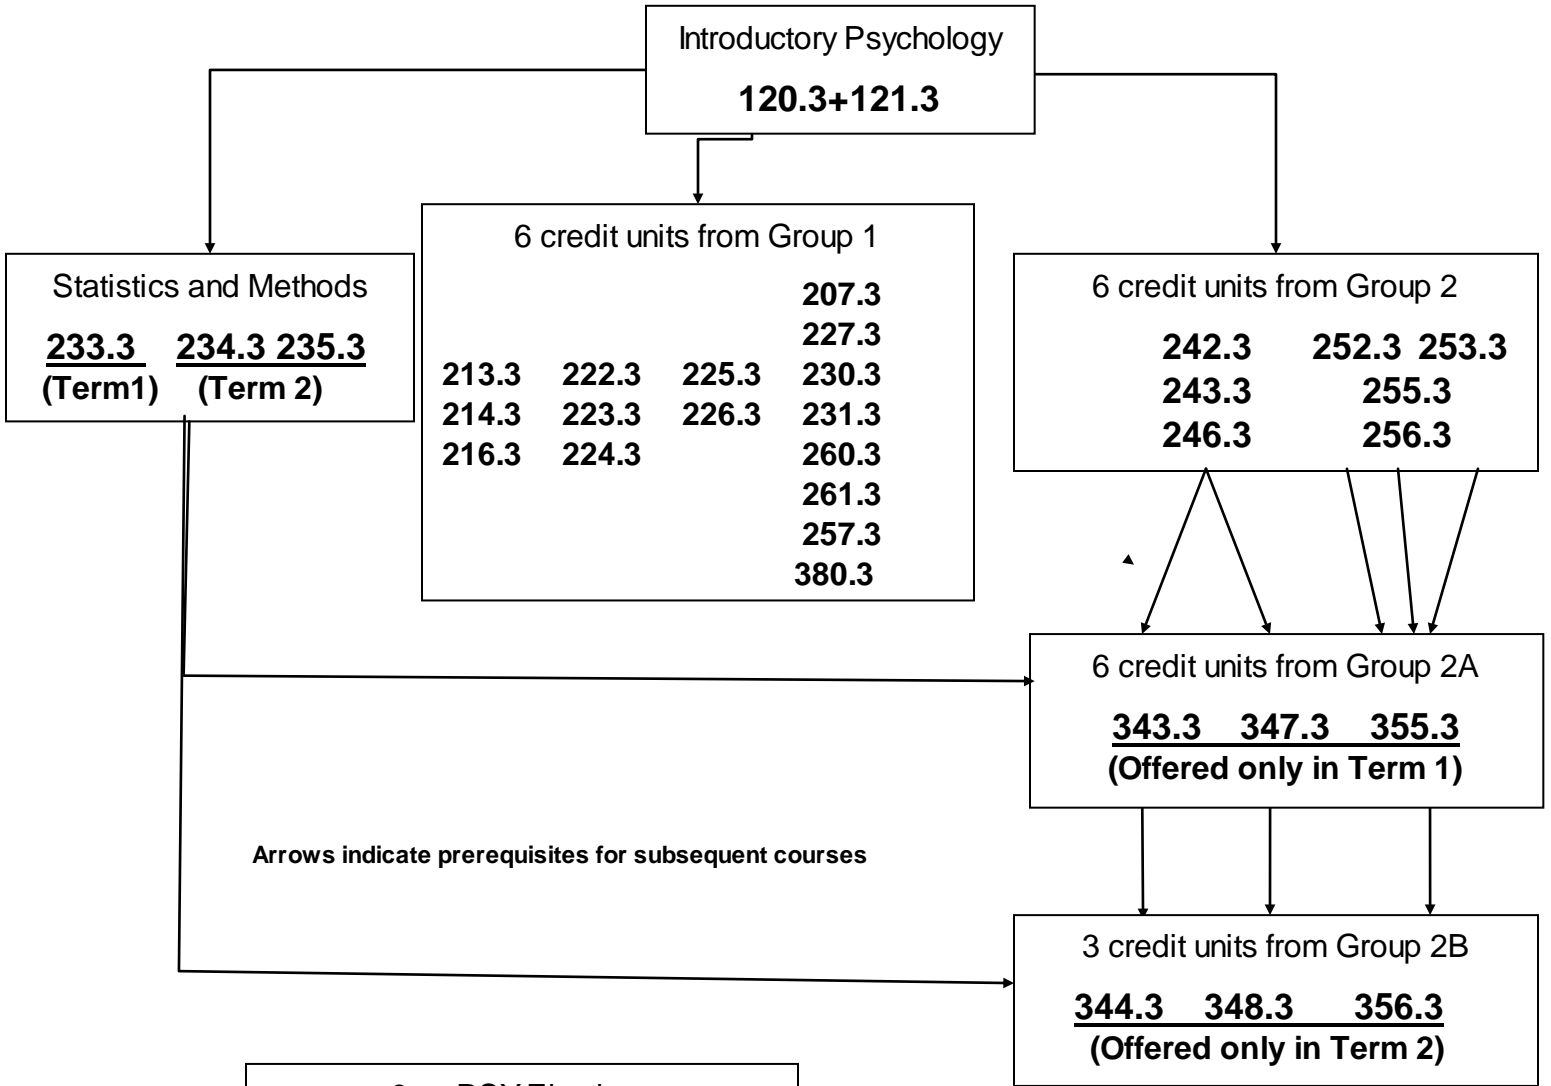 Introductory Psychology
120.3+121.3
Statistics and Methods
233.3 234.3 235.3
(Term1) (Term 2)
6 credit units from Group 1
207.3
227.3
213.3 222.3 225.3 230.3
214.3 223.3 226.3 231.3
216.3 224.3 260.3
261.3
257.3
380.3
6 credit units from Group 2
242.3 252.3 253.3
243.3 255.3
246.3 256.3
6 credit units from Group 2A
343.3 347.3 355.3
(Offered only in Term 1)
Arrows indicate prerequisites for subsequent courses
3 credit units from Group 2B
344.3 348.3 356.3
(Offered only in Term 2)
PSY